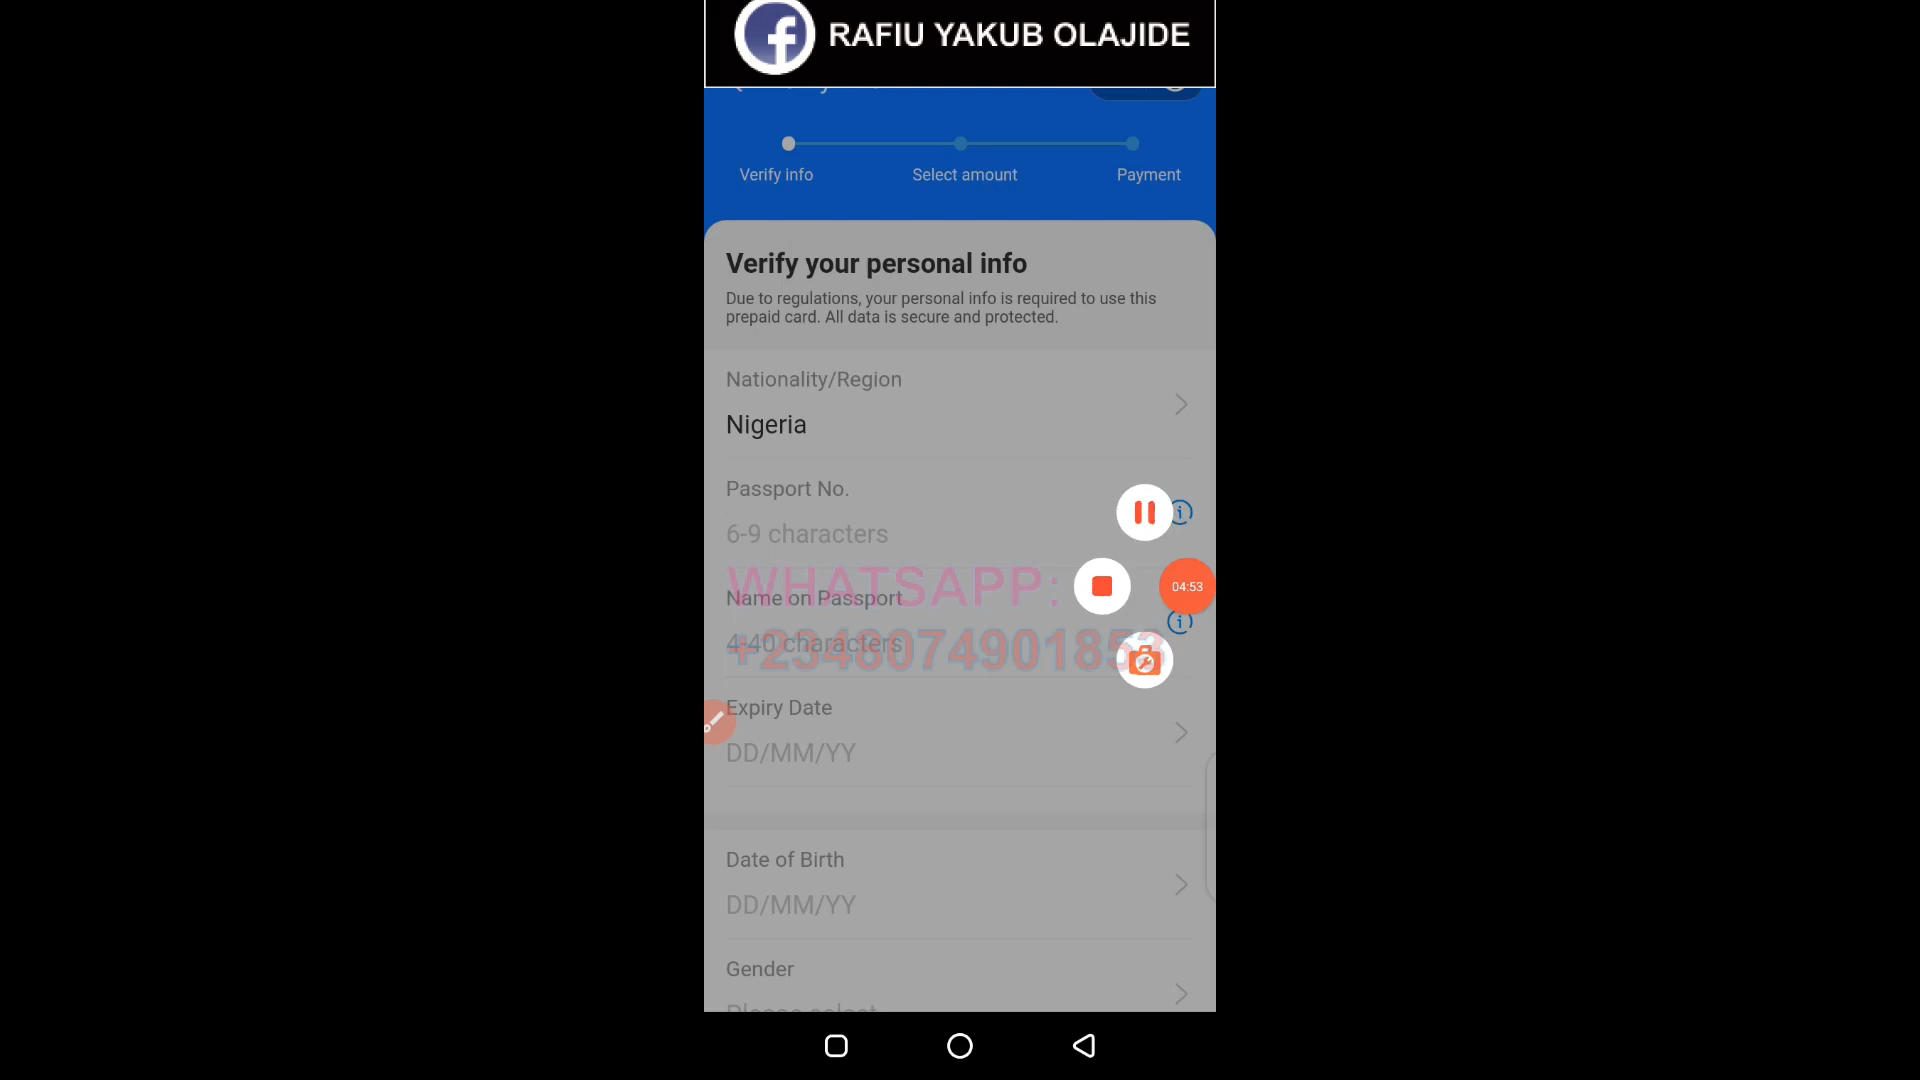 RAFIU YAKUB OLAJIDE
Verify info
Select amount
Payment
Verify your personal info
Due to regulations, your personal info is required to use this
prepaid card. All data is secure and protected.
Nationality/Region
Nigeria
Passport No.
6-9 characters
WHATSAPP:
Name on Passport
04:53
+234807490185
4-40 characters
Expiry Date
DD/MM/YY
Date of Birth
DD/MM/YY
Gender
Please select